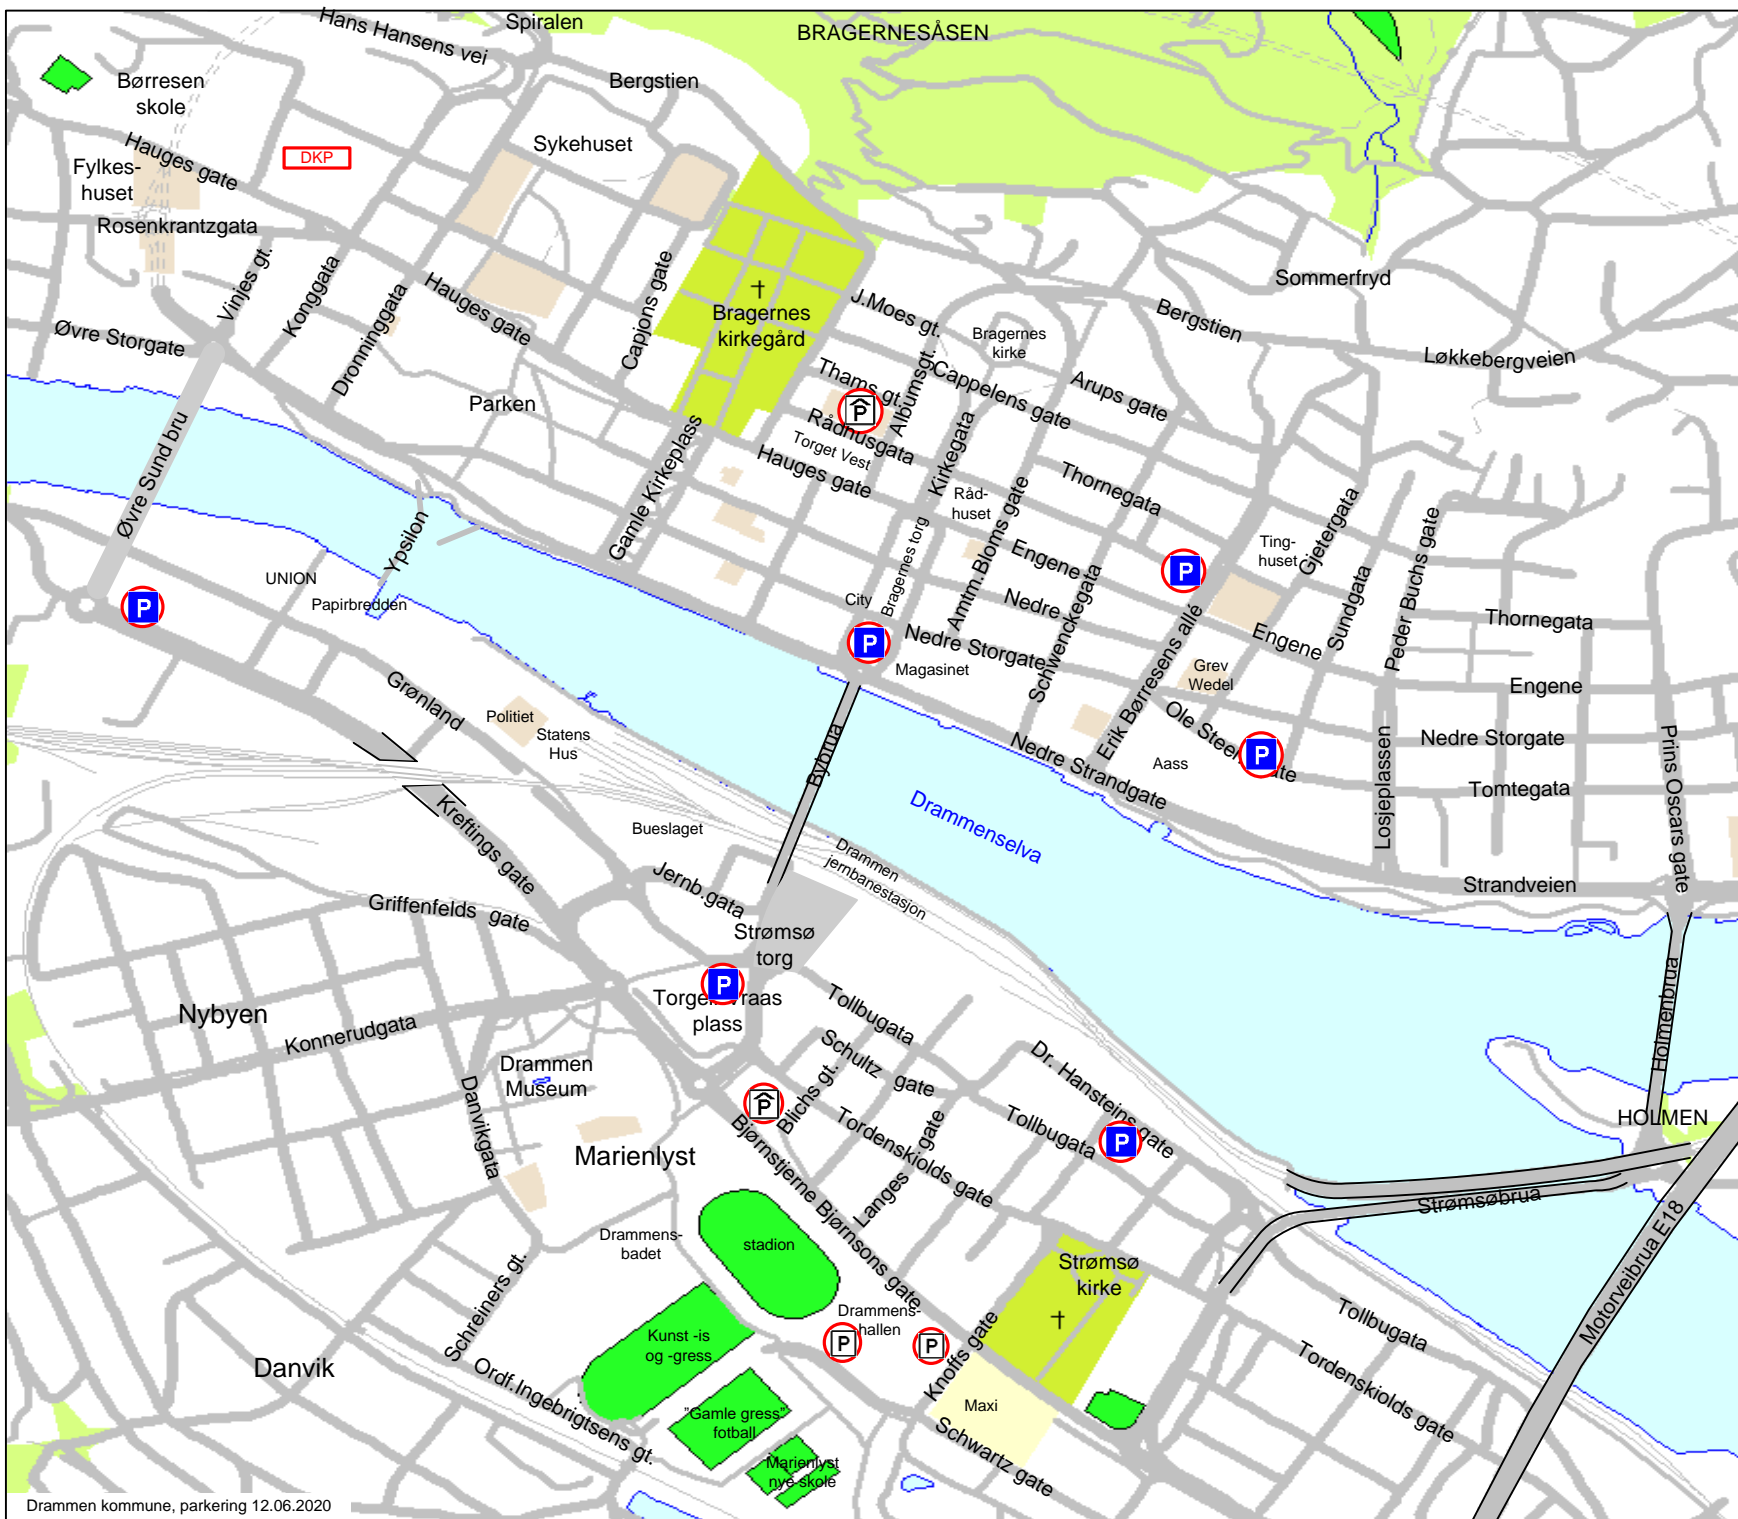 Spiralen
BRAGERNESÅSEN
Hans Hansens vei
Børresen
skole
Bergstien
Sykehuset
DKP
Hauges gate
Fylkes-
huset
Rosenkrantzgata
Vinjes gt.
Konggata
Dronninggata
Hauges gate
Cappjons gate
Bragernes
kirkegård
J.Moes gt.
Bragernes
kirke
Sommerfryd
Bergstien
Løkkebergveien
Øvre Storgate
Parken
Thams gt.
Albumsgt.
Cappelens gate
Arups gate
P
Rådhusgata
Torget Vest
Hauges gate
Kirkegata
Råd-
huset
Thornegata
Øvre Sund bru
Ypsilon
Gamle Kirkeplass
Bragernes torg
Amtm.Bloms gate
Engene
Nedre
Schwenckegata
Ting-
huset
P
Gjetergata
Sundgata
Peder Buchs gate
Thornegata
UNION
Papirbredden
P
City
P
Nedre Storgate
Magasinet
Erik Børresens allé
Engene
Grev
Wedel
Engene
Grønland
Politiet
Statens
Hus
Bybrua
Nedre Strandgate
Ole Steen
ate
P
Aass
Losjeplassen
Nedre Storgate
Tomtegata
Prins Oscars gate
Kreftings gate
Bueslaget
Drammenselva
Drammen
jernbanestasjon
Jernb.gata
Strandveien
Griffenfelds gate
Strømsø
torg
P
Torge
vraas
plass
Nybyen
Konnerudgata
Drammen
Museum
Danvikgata
Tollbugata
Schultz gate
Blichs gt.
P
Dr. Hansteins gate
Tollbugata
P
Tordenskiolds gate
Langes gate
Holmenbrua
HOLMEN
Marienlyst
Bjørnstjerne Bjørnsons gate
Strømsøbrua
Motorveibrua E18
Drammens-
badet
stadion
Strømsø
kirke
Schreiners gt.
Drammens-
hallen
P
P
Kunst -is
og -gress
Knoffs gate
Tollbugata
Tordenskiolds gate
Danvik
Ordf.Ingebrigtsens gt.
"Gamle gress"
fotball
Maxi
Schwartz gate
Marienlyst
nye skole
Drammen kommune, parkering 12.06.2020